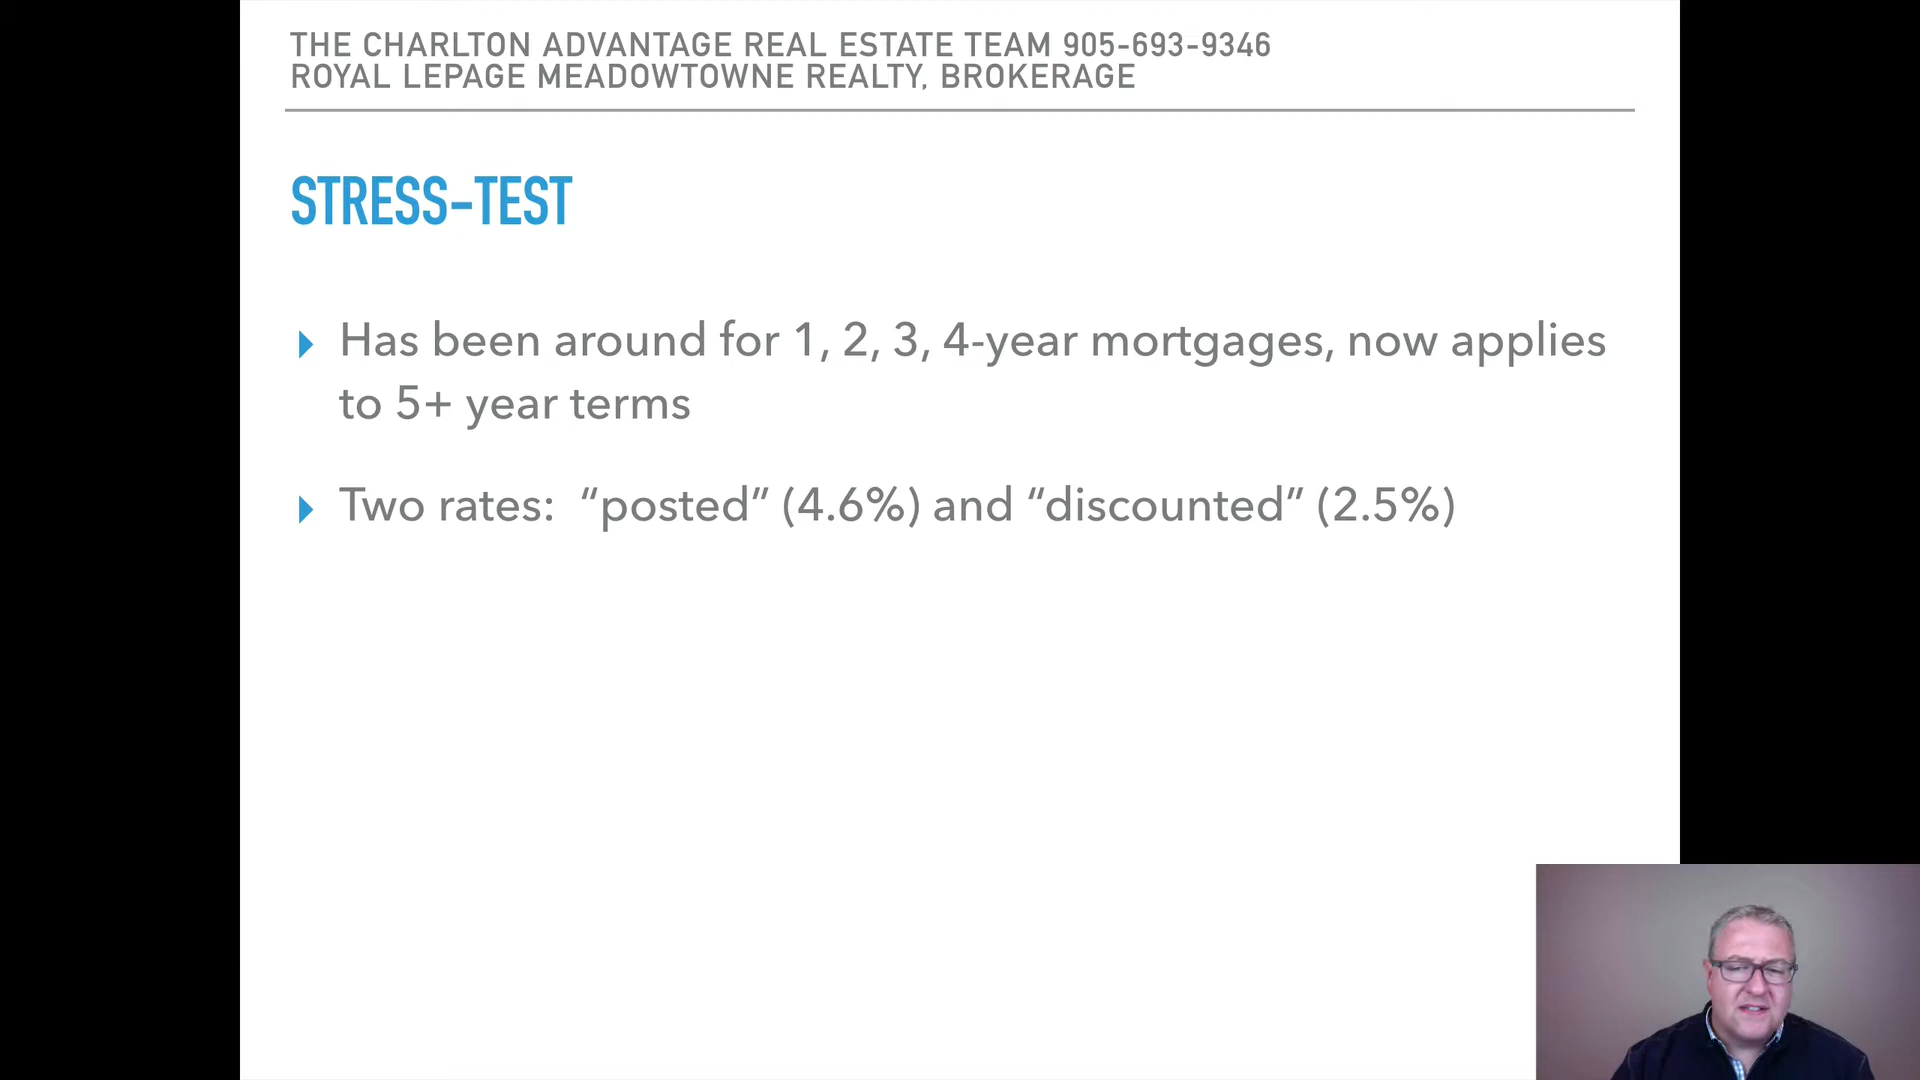 THE CHARLTON ADVANTAGE REAL ESTATE TEAM 905-693-9346
ROYAL LEPAGE MEADOWTOWNE REALTY, BROKERAGE
STRESS-TEST
Has been around for 1, 2, 3, 4-year mortgages, now applies
to 5+ year terms
Two rates:  “posted” (4.6%) and “discounted” (2.5%)